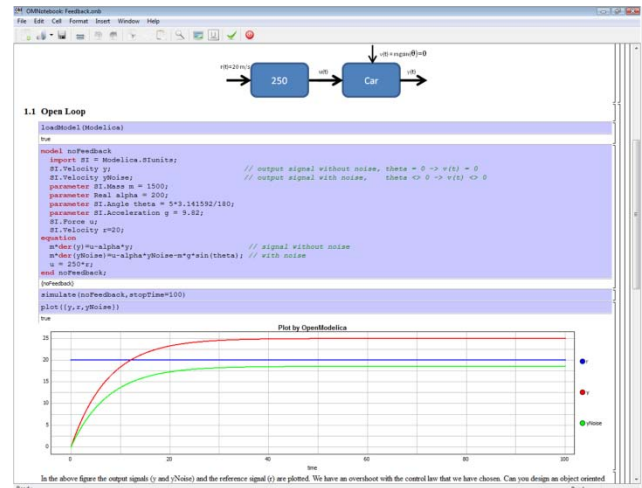 OMNotebook: Feedback.onb
File Edit Cell Format Insert Window Help
v(t) = mgsin(θ)=0
r(t)=20 m/s
u(t)
y(t)
250
Car
1.1 Open Loop
loadModel(Modelica)
true
model noFeedback
import SI = Modelica.SIunits;
SI.Velocity y; // output signal without noise, theta = 0 -> v(t) = 0
SI.Velocity yNoise; // output signal with noise, theta <> 0 -> v(t) <> 0
parameter SI.Mass m = 1500;
parameter Real alpha = 200;
parameter SI.Angle theta = 5*3.141592/180;
parameter SI.Acceleration g = 9.82;
SI.Force u;
SI.Velocity r=20;
equation
m*der(y)=u-alpha*y; // signal without noise
m*der(yNoise)=u-alpha*yNoise-m*g*sin(theta); // with noise
u = 250*r;
end noFeedback;
{noFeedback}
simulate(noFeedback,stopTime=100)
plot({y,r,yNoise})
true
Plot by OpenModelica
25
20
15
10
5
0
0 20 40 60 80 100
time
r
y
yNoise
In the above figure the output signals (y and yNoise) and the reference signal (r) are plotted. We have an overshoot with the control law that we have chosen. Can you design an object oriented